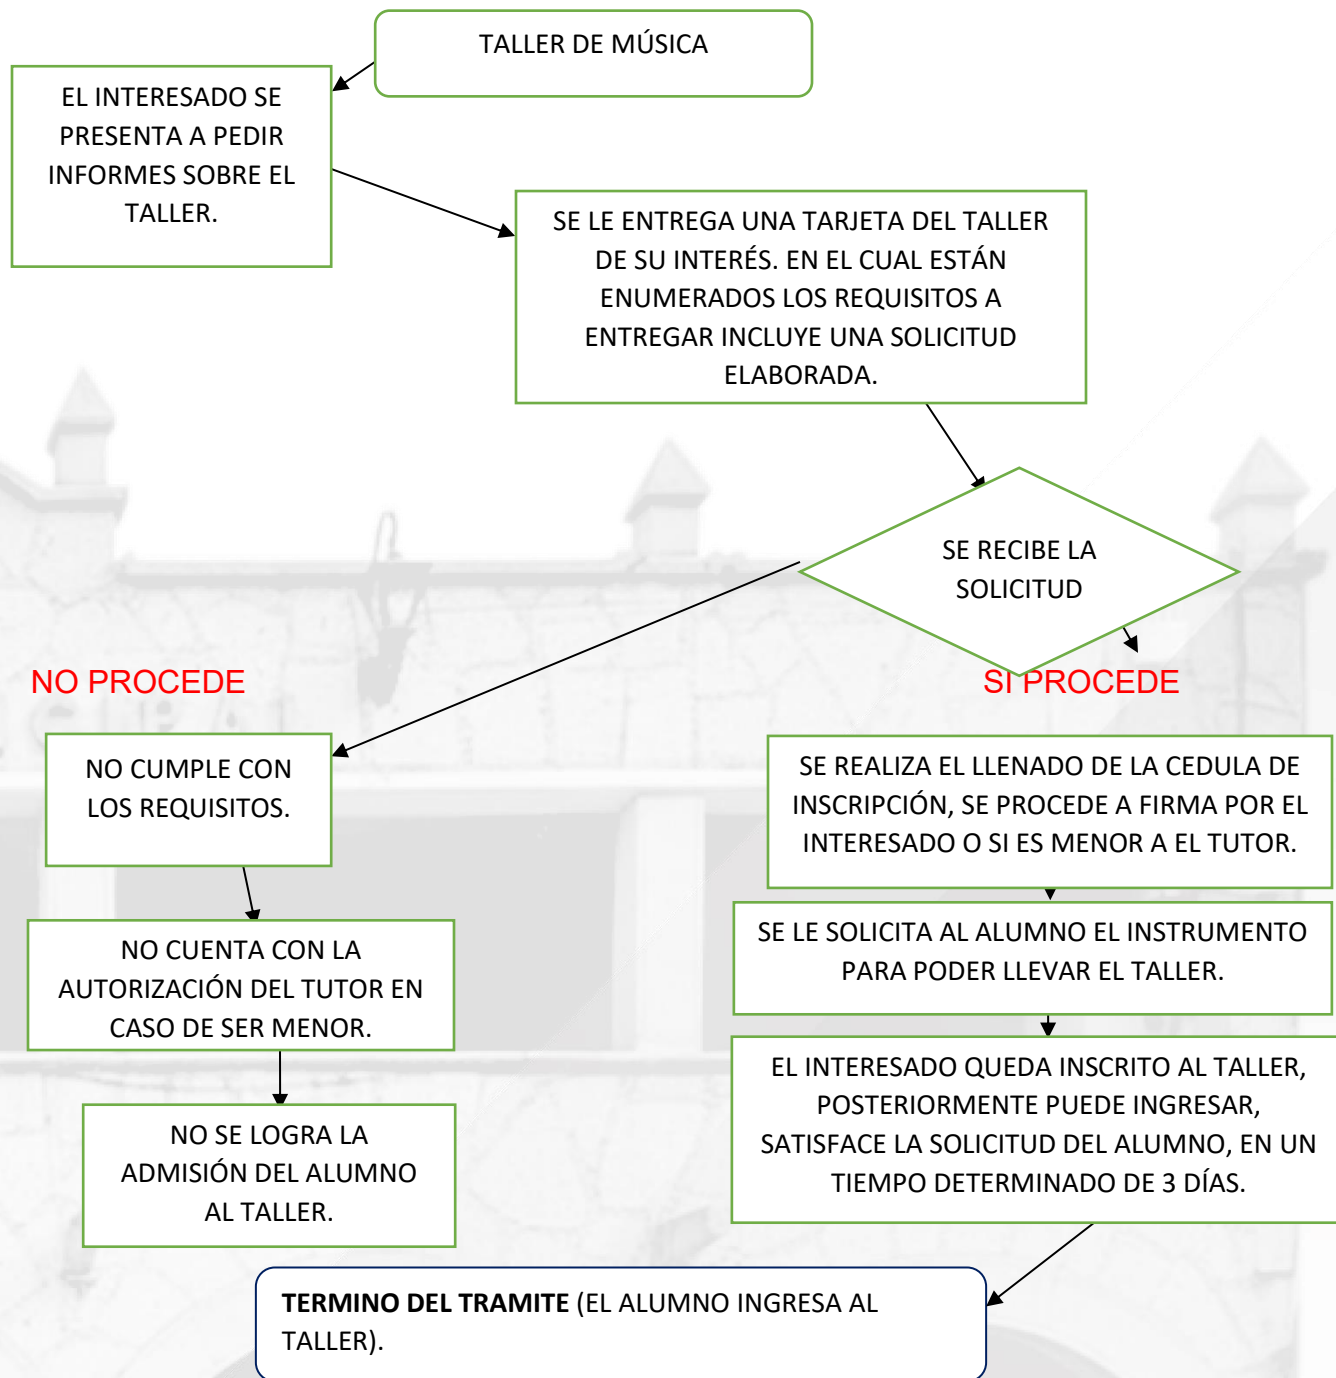 TALLER DE MÚSICA
EL INTERESADO SE
PRESENTA A PEDIR
INFORMES SOBRE EL
TALLER.
SE LE ENTREGA UNA TARJETA DEL TALLER
DE SU INTERÉS. EN EL CUAL ESTÁN
ENUMERADOS LOS REQUISITOS A
ENTREGAR INCLUYE UNA SOLICITUD
ELABORADA.
SE RECIBE LA
SOLICITUD
NO PROCEDE
SI PROCEDE
NO CUMPLE CON
LOS REQUISITOS.
NO CUENTA CON LA
AUTORIZACIÓN DEL TUTOR EN
CASO DE SER MENOR.
NO SE LOGRA LA
ADMISIÓN DEL ALUMNO
AL TALLER.
SE REALIZA EL LLENADO DE LA CEDULA DE
INSCRIPCIÓN, SE PROCEDE A FIRMA POR EL
INTERESADO O SI ES MENOR A EL TUTOR.
SE LE SOLICITA AL ALUMNO EL INSTRUMENTO
PARA PODER LLEVAR EL TALLER.
EL INTERESADO QUEDA INSCRITO AL TALLER,
POSTERIORMENTE PUEDE INGRESAR,
SATISFACE LA SOLICITUD DEL ALUMNO, EN UN
TIEMPO DETERMINADO DE 3 DÍAS.
TERMINO DEL TRAMITE (EL ALUMNO INGRESA AL
TALLER).